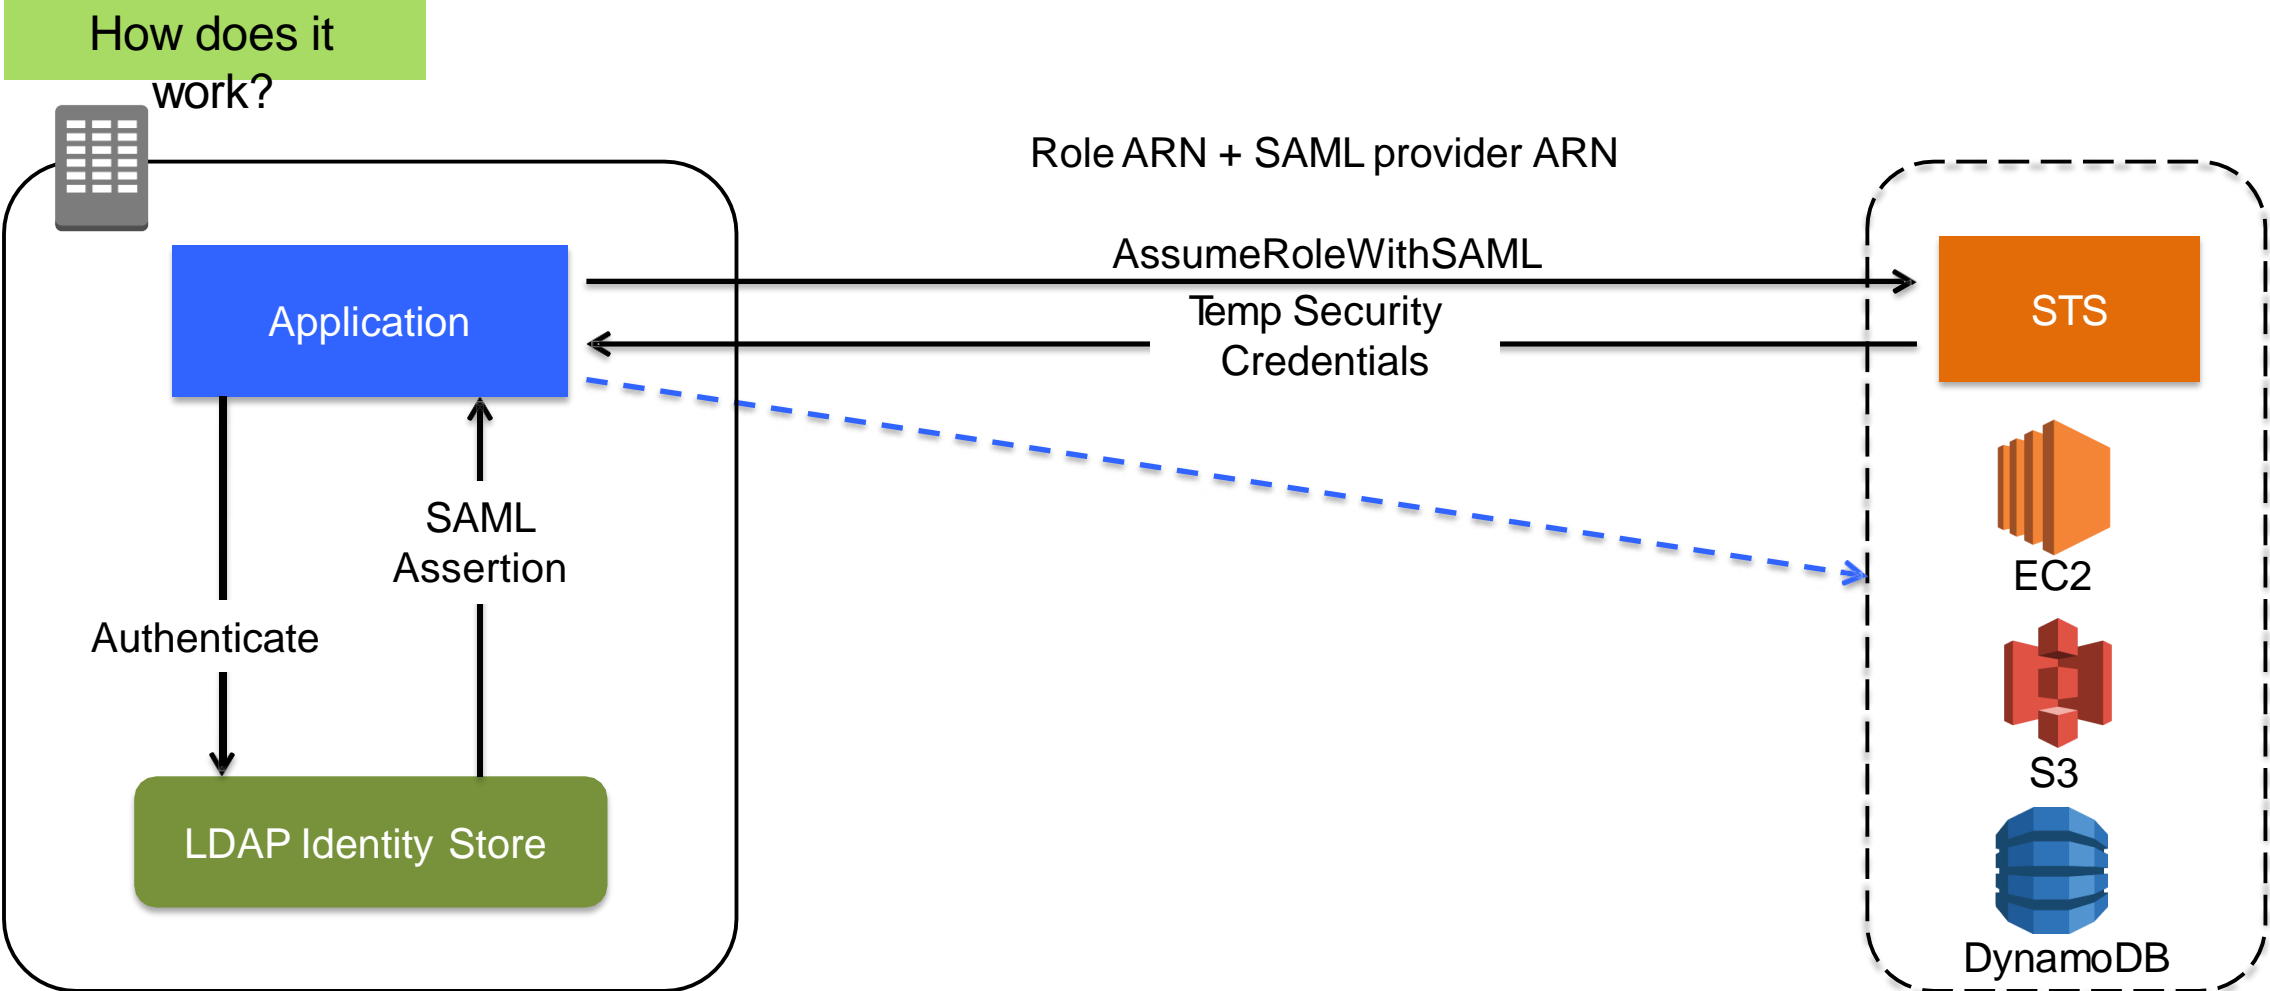 How does it
work?
Role ARN + SAML provider ARN
AssumeRoleWithSAML
Temp Security
Credentials
Application
STS
SAML
Assertion
Authenticate
LDAP Identity Store
EC2
S3
DynamoDB